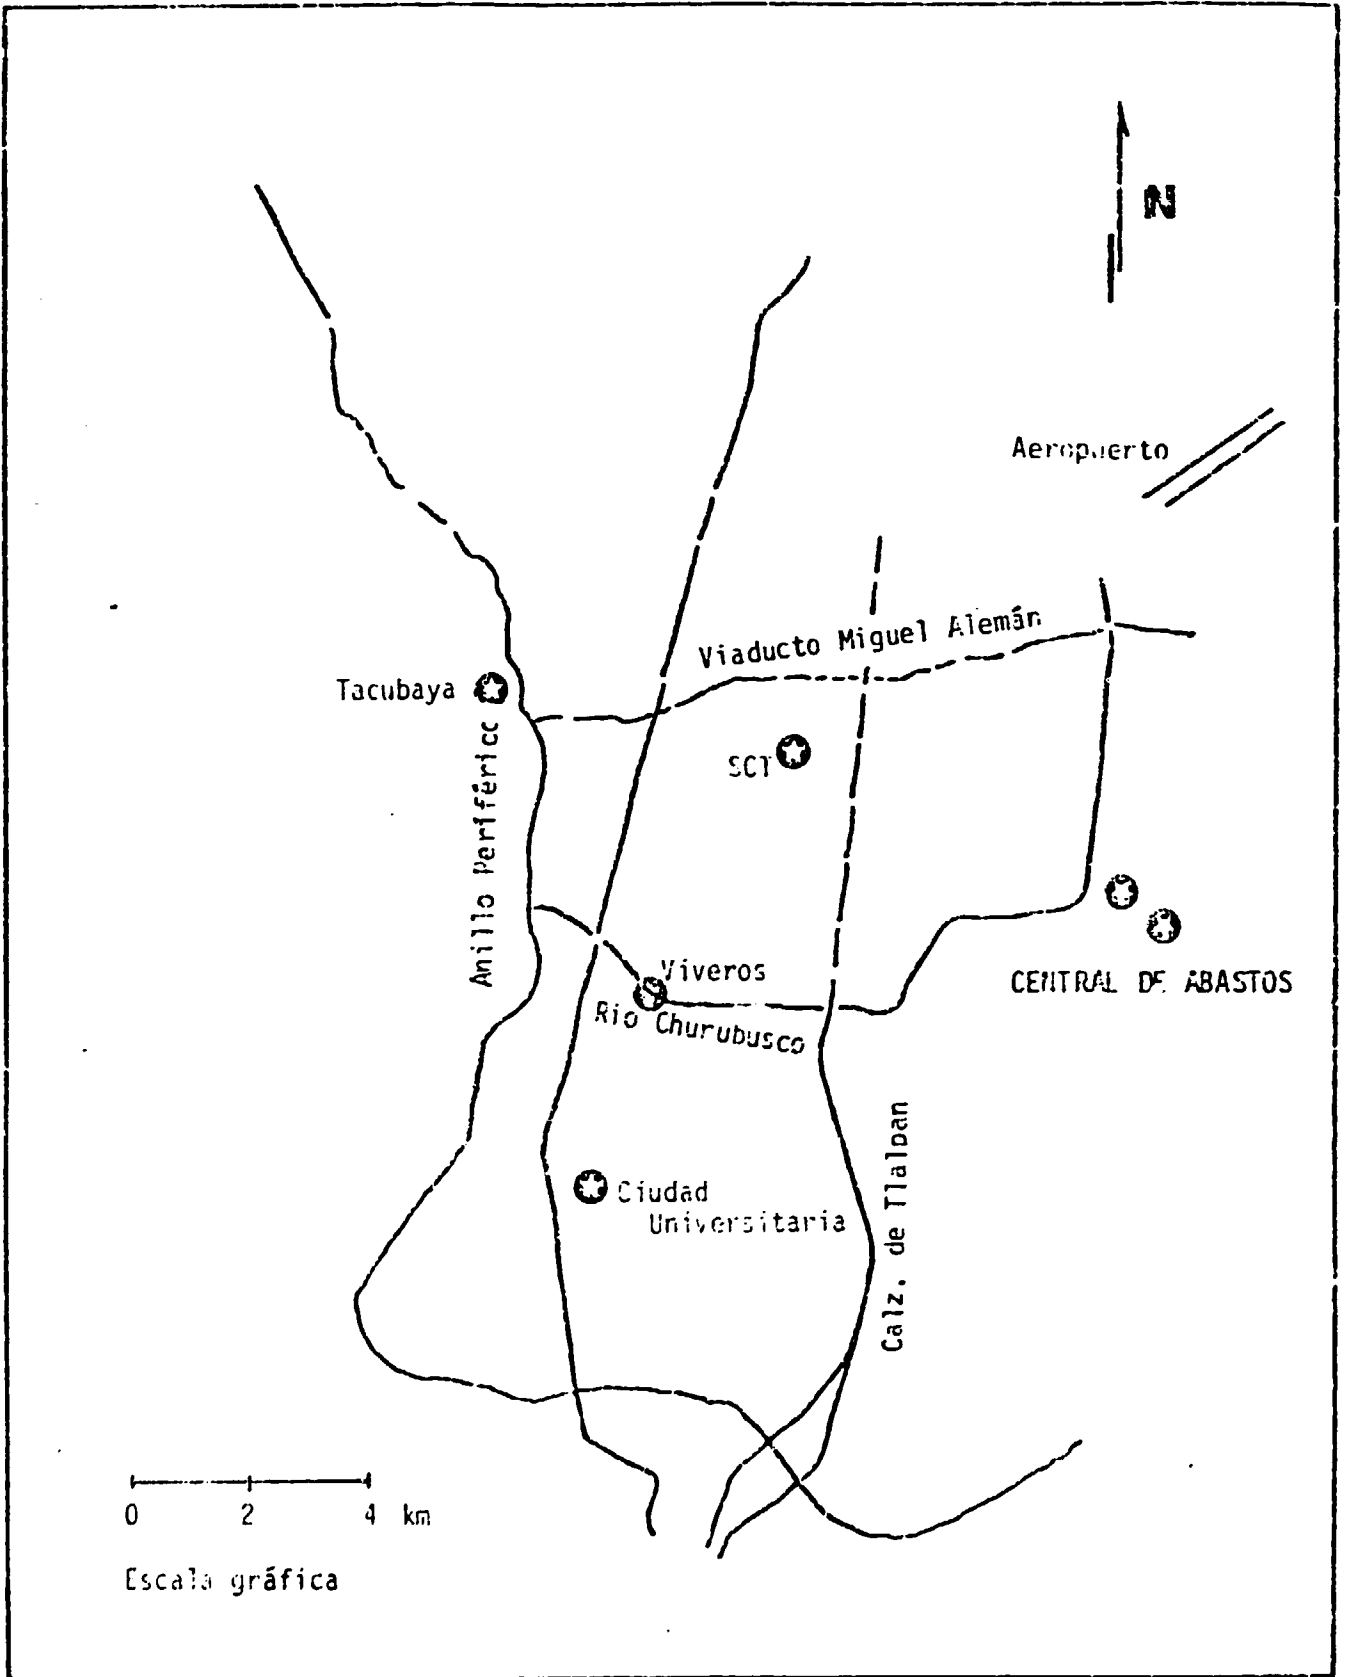 N
Aeropuerto
Viaducto Miguel Alemán
Tacubaya
SCT
Anillo Periférico
Viveros
Rio Churubusco
CENTRAL DE ABASTOS
Calz. de Tlalpan
Ciudad
Universitaria
0 2 4 km
Escala gráfica